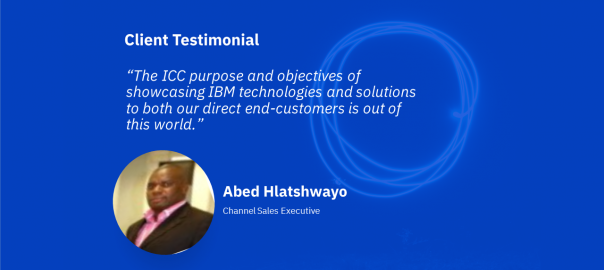 Client Testimonial
“The ICC purpose and objectives of
showcasing IBM technologies and solutions
to both our direct end-customers is out of
this world.”
Abed Hlatshwayo
Channel Sales Executive